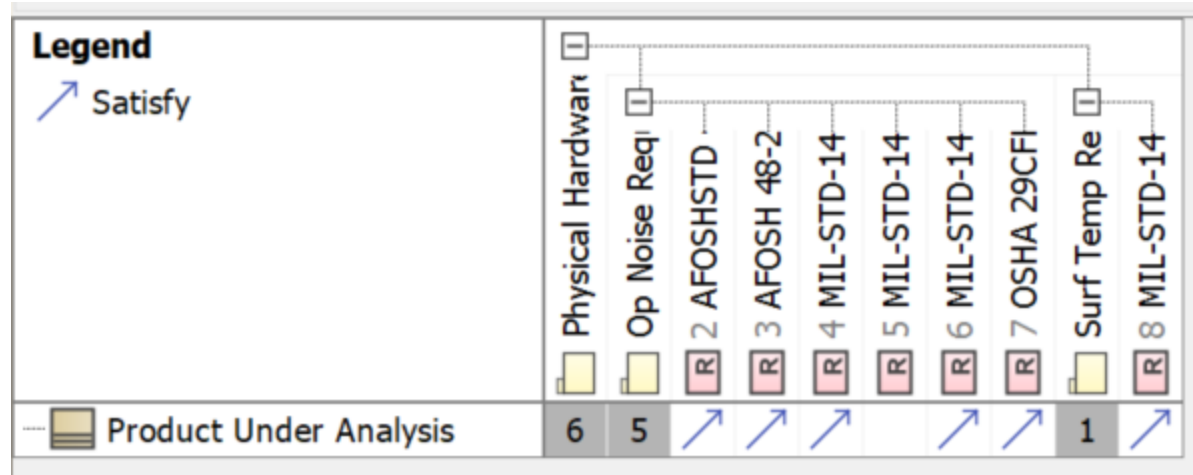 Legend
Satisfy
Physical Hardware
Op Noise Req
2 AFOSHSTD
3 AFOSH 48-2
4 MIL-STD-14
5 MIL-STD-14
6 MIL-STD-14
7 OSHA 29CF
Surf Temp Re
8 MIL-STD-14
R R R R R R R
Product Under Analysis 6 5 1